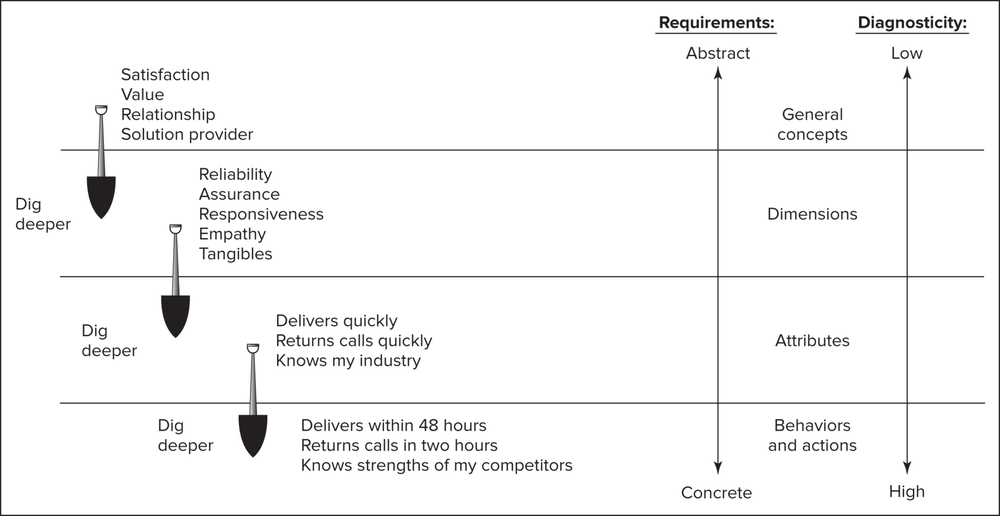 Requirements:
Diagnosticity:
Abstract
Low
Satisfaction
Value
Relationship
Solution provider
General
concepts
Dig
deeper
Reliability
Assurance
Responsiveness
Empathy
Tangibles
Dimensions
Dig
deeper
Delivers quickly
Returns calls quickly
Knows my industry
Attributes
Dig
deeper
Delivers within 48 hours
Returns calls in two hours
Knows strengths of my competitors
Behaviors
and actions
Concrete
High